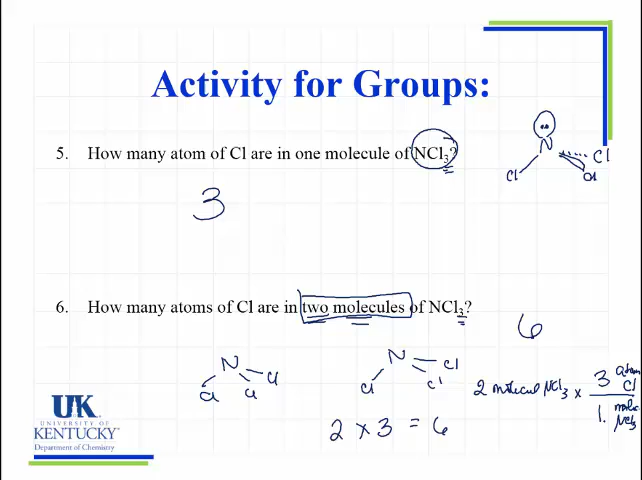 Activity for Groups:
5. How many atom of Cl are in one molecule of NCl3?
N
Cl
Cl
Cl
3
6. How many atoms of Cl are in two molecules of NCl3?
6
N
Cl
Cl
Cl
N
Cl
Cl
Cl
2 molecul NCl3 × 3 atom Cl
1 molec NCl3
2 × 3 = 6
UK
UNIVERSITY OF
KENTUCKY
Department of Chemistry